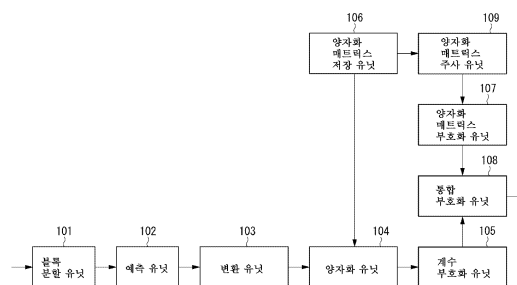 106
양자화
매트릭스
저장 유닛
109
양자화
매트릭스
주사 유닛
107
양자화
매트릭스
부호화 유닛
108
통합
부호화 유닛
101
블록
분할 유닛
102
예측 유닛
103
변환 유닛
104
양자화 유닛
105
계수
부호화 유닛